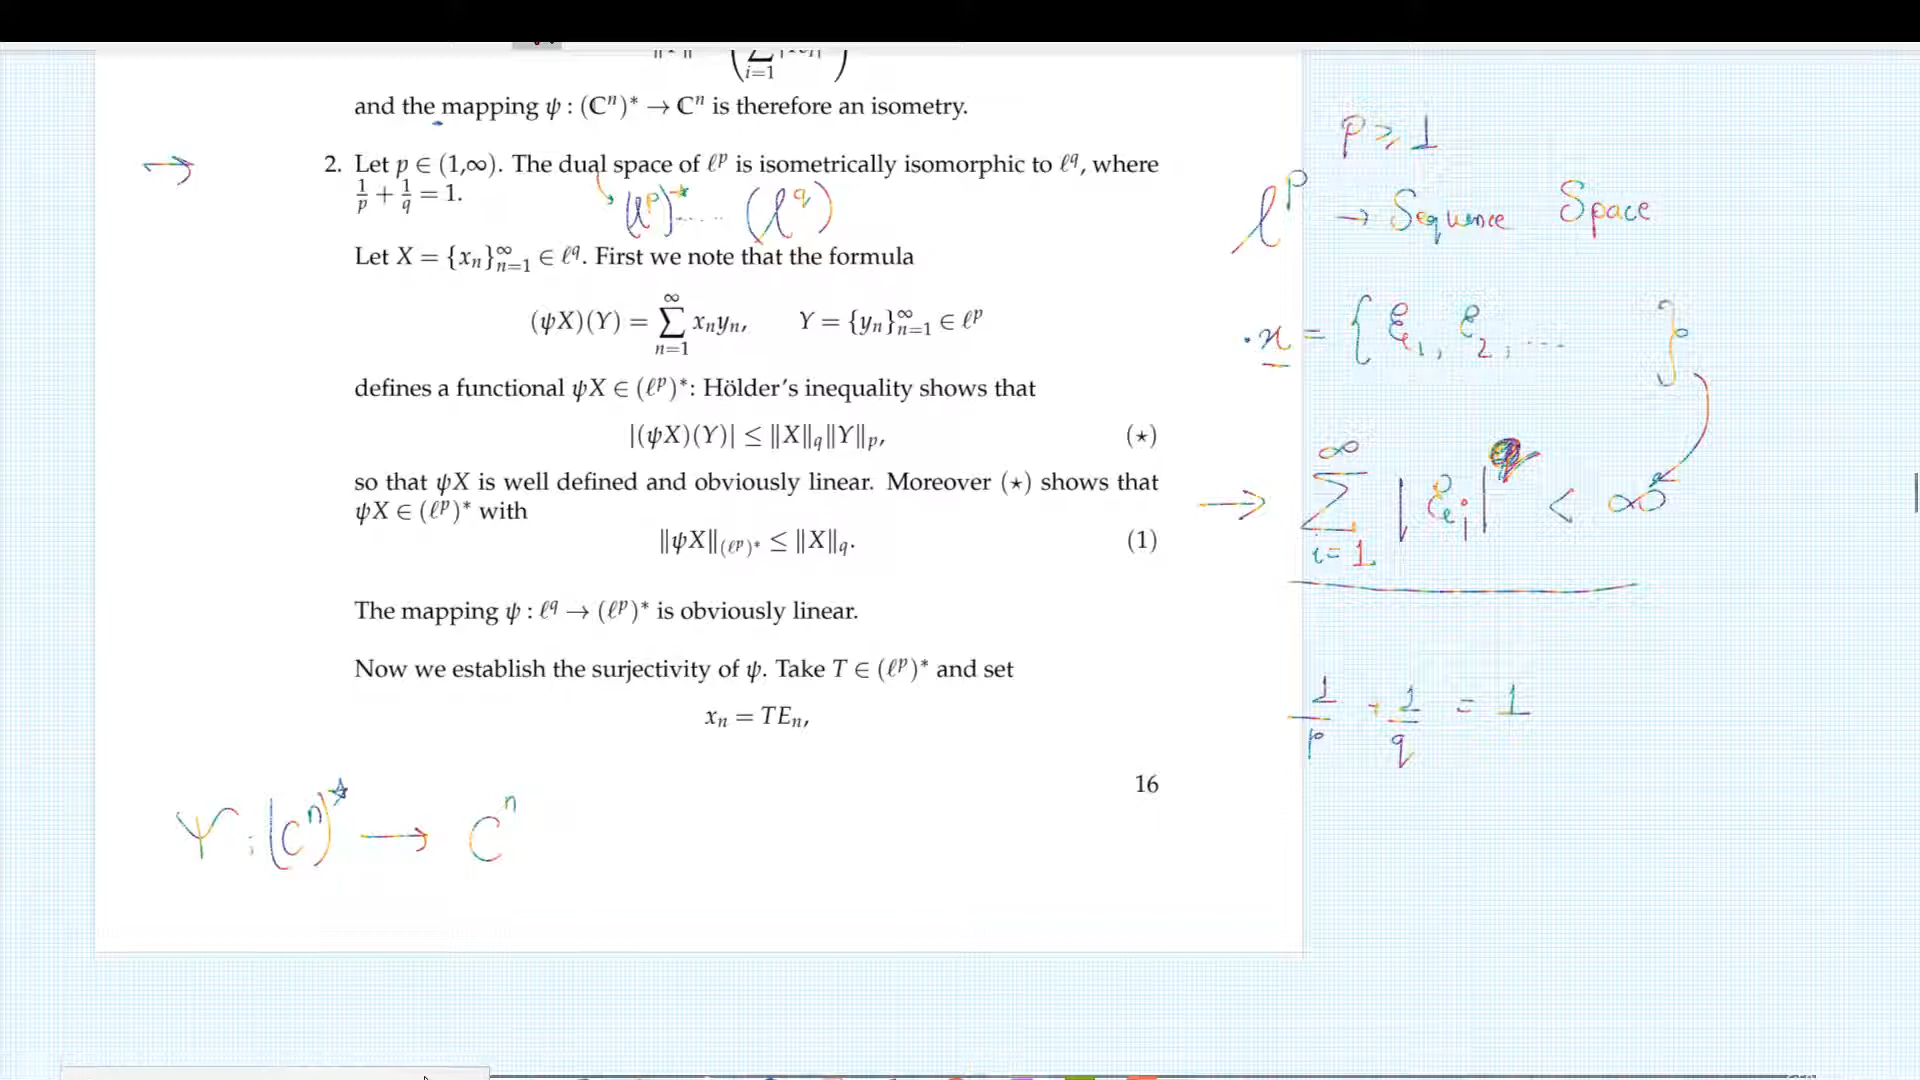 i=1
and the mapping ψ : (ℂⁿ)* → ℂⁿ is therefore an isometry.
2. Let p ∈ (1,∞). The dual space of ℓᵖ is isometrically isomorphic to ℓ^q, where
1/p + 1/q = 1.
(ℓᵖ)* ..... (ℓ^q)
Let X = {xₙ}_{n=1}^∞ ∈ ℓ^q. First we note that the formula
(ψX)(Y) = ∑_{n=1}^∞ xₙyₙ, Y = {yₙ}_{n=1}^∞ ∈ ℓᵖ
defines a functional ψX ∈ (ℓᵖ)*: Hölder's inequality shows that
|(ψX)(Y)| ≤ ‖X‖_q‖Y‖_p, (⋆)
so that ψX is well defined and obviously linear. Moreover (⋆) shows that
ψX ∈ (ℓᵖ)* with
‖ψX‖_{(ℓᵖ)*} ≤ ‖X‖_q. (1)
The mapping ψ : ℓ^q → (ℓᵖ)* is obviously linear.
Now we establish the surjectivity of ψ. Take T ∈ (ℓᵖ)* and set
xₙ = TEₙ,
16
Ψ : (Cⁿ)* → Cⁿ
p ≥ 1
ℓᵖ → Sequence Space
x = { ξ₁, ξ₂, ... }
→ ∑_{i=1}^∞ |ξᵢ|^q < ∞
1/p + 1/q = 1